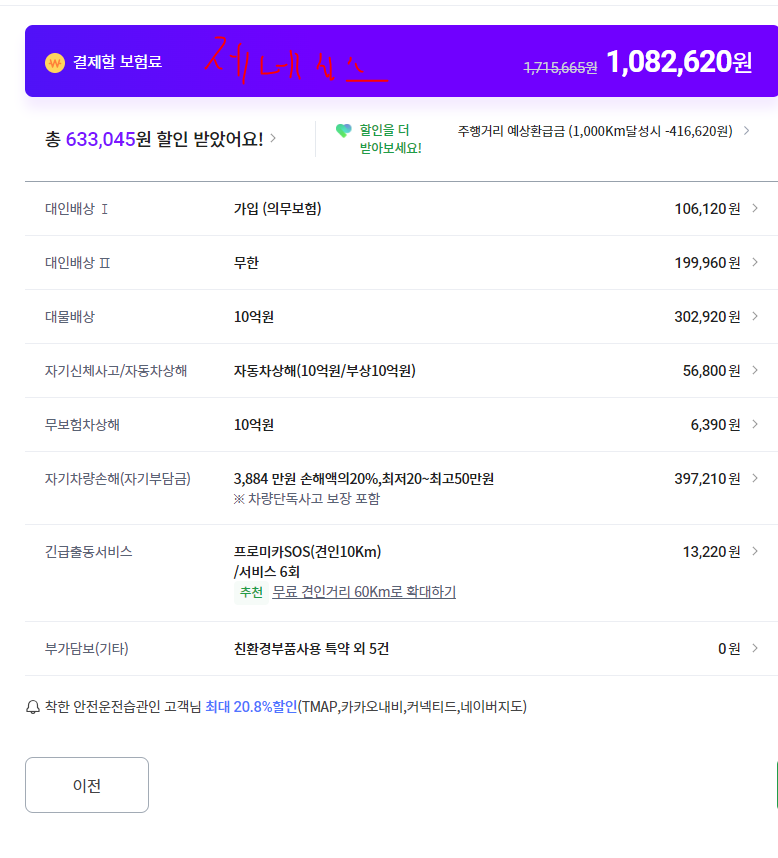 결제할 보험료 제네시스 1,715,665원 1,082,620원
총 633,045원 할인 받았어요!
할인을 더
받아보세요!
주행거리 예상환급금 (1,000Km달성시 -416,620원)
대인배상 Ⅰ 가입 (의무보험) 106,120원
대인배상 Ⅱ 무한 199,960원
대물배상 10억원 302,920원
자기신체사고/자동차상해 자동차상해(10억원/부상10억원) 56,800원
무보험차상해 10억원 6,390원
자기차량손해(자기부담금) 3,884 만원 손해액의20%,최저20~최고50만원 397,210원
※ 차량단독사고 보장 포함
긴급출동서비스 프로미카SOS(견인10Km) 13,220원
/서비스 6회
추천 무료 견인거리 60Km로 확대하기
부가담보(기타) 친환경부품사용 특약 외 5건 0원
착한 안전운전습관인 고객님 최대 20.8%할인(TMAP,카카오내비,커넥티드,네이버지도)
이전